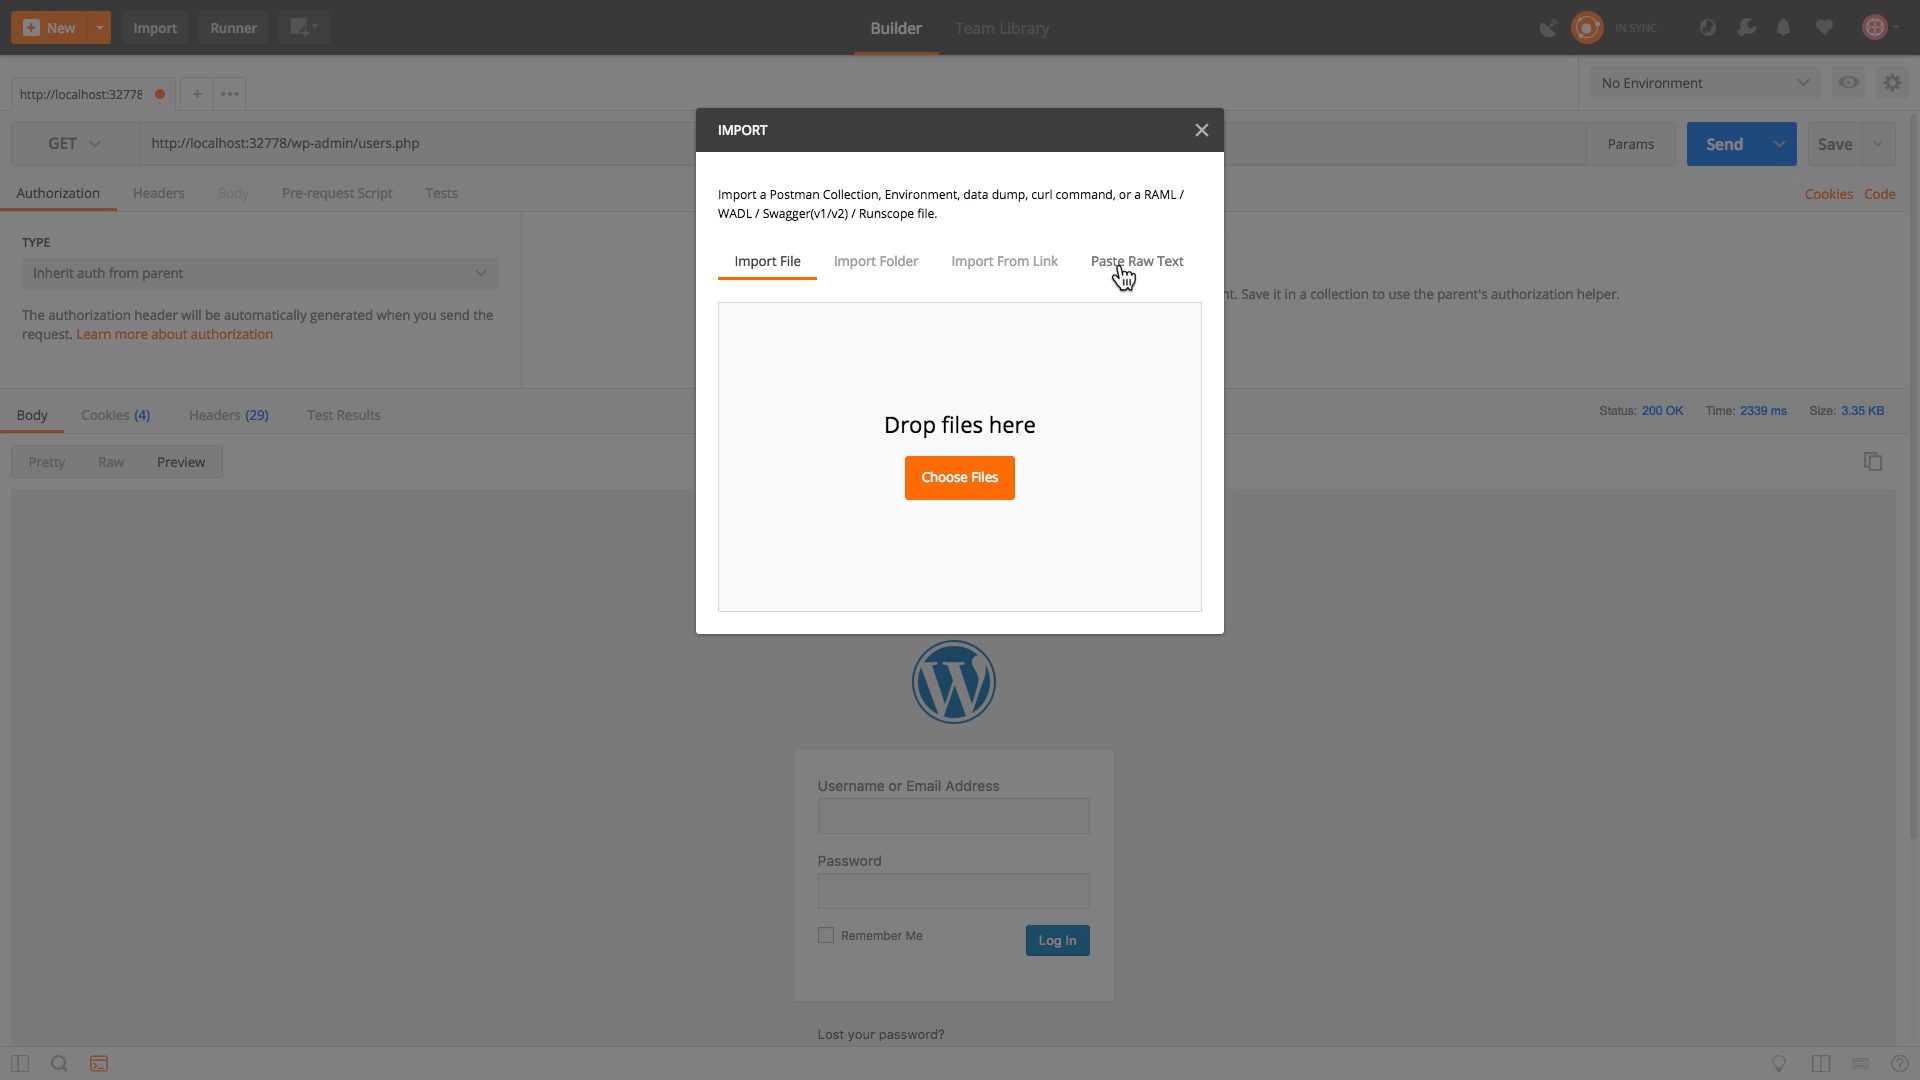 New
Import
Runner
Builder
Team Library
IN SYNC
http://localhost:32778
No Environment
GET
http://localhost:32778/wp-admin/users.php
Params
Send
Save
Authorization
Headers
Body
Pre-request Script
Tests
Cookies
Code
TYPE
Inherit auth from parent
The authorization header will be automatically generated when you send the
request. Learn more about authorization
nt. Save it in a collection to use the parent's authorization helper.
IMPORT
Import a Postman Collection, Environment, data dump, curl command, or a RAML /
WADL / Swagger(v1/v2) / Runscope file.
Import File
Import Folder
Import From Link
Paste Raw Text
Drop files here
Choose Files
Body
Cookies (4)
Headers (29)
Test Results
Status: 200 OK
Time: 2339 ms
Size: 3.35 KB
Pretty
Raw
Preview
Username or Email Address
Password
Remember Me
Log In
Lost your password?